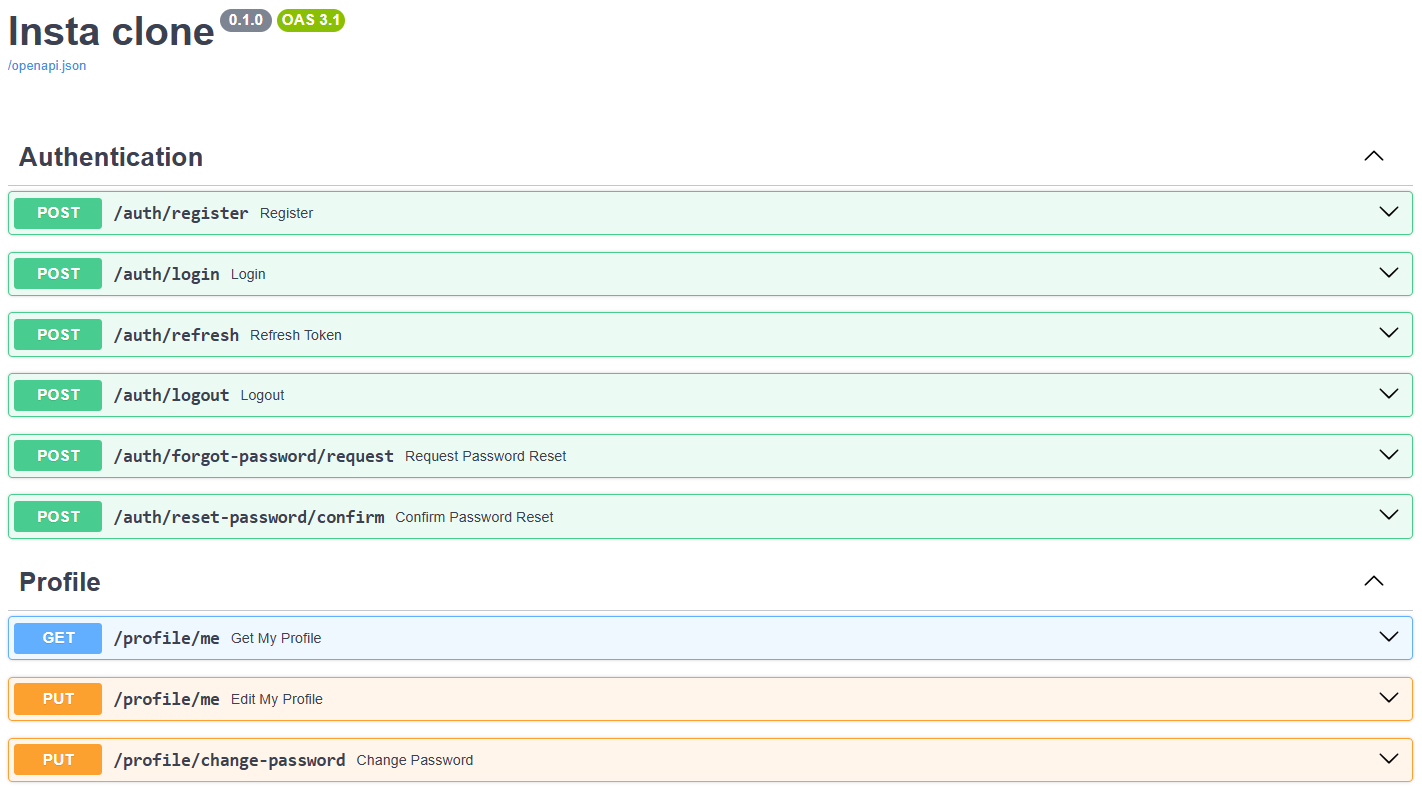 Insta clone 0.1.0 OAS 3.1
/openapi.json
Authentication
POST /auth/register Register
POST /auth/login Login
POST /auth/refresh Refresh Token
POST /auth/logout Logout
POST /auth/forgot-password/request Request Password Reset
POST /auth/reset-password/confirm Confirm Password Reset
Profile
GET /profile/me Get My Profile
PUT /profile/me Edit My Profile
PUT /profile/change-password Change Password